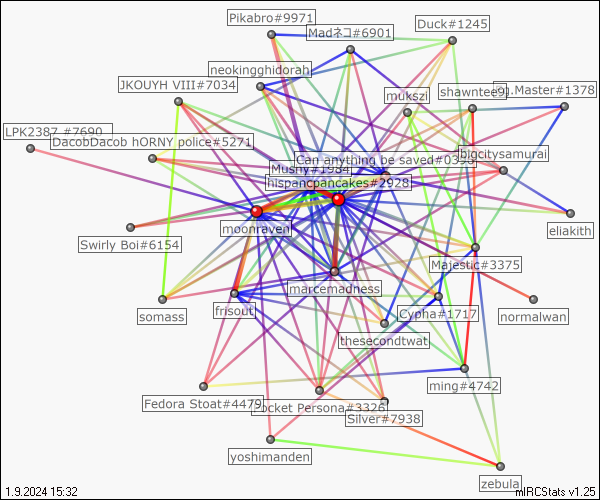 Pikabro#9971
Madネコ#6901
Duck#1245
neokingghidorah
JKOUYH VIII#7034
mukszi
shawntee91
.Master#1378
LPK2387 #7690
DacobDacob hORNY police#5271
Can anything be saved#03
bigcitysamurai
Mushy#1984
hispancpancakes#2928
moonraven
eliakith
Swirly Boi#6154
Majestic#3375
marcemadness
somass
frisout
Cypha#1717
normalwan
thesecondtwat
ming#4742
Fedora Stoat#4479
Pocket Persona#3326
Silver#7938
yoshimanden
zebula
1.9.2024 15:32
mIRCStats v1.25